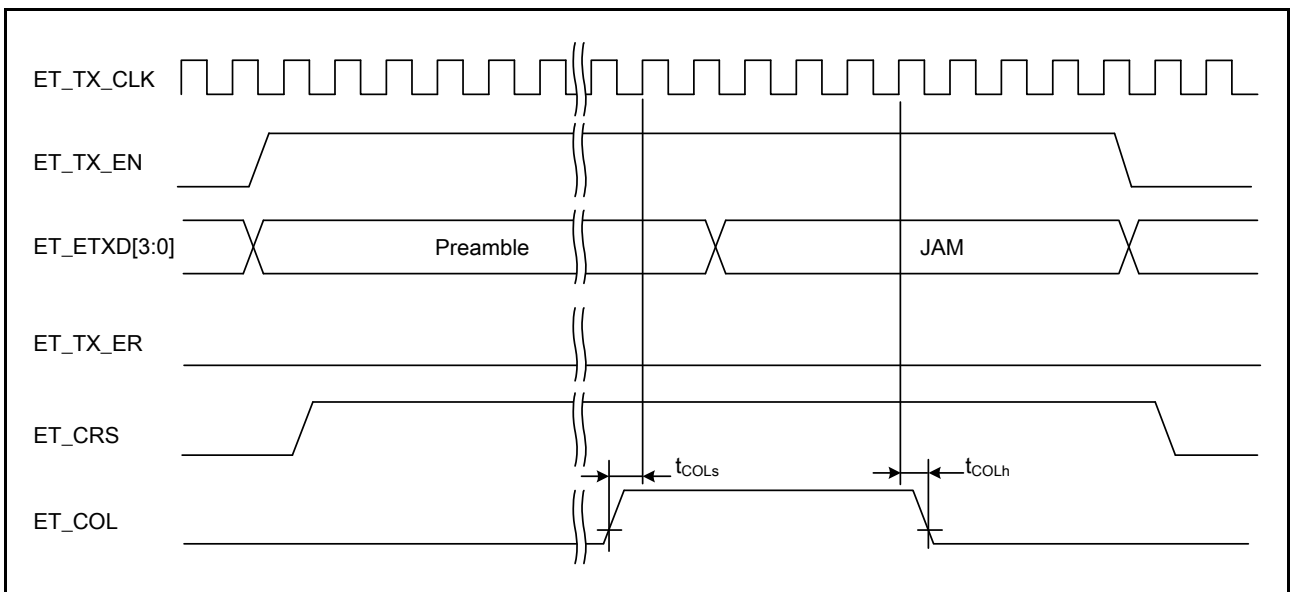 ET_TX_CLK
ET_TX_EN
ET_ETXD[3:0]
Preamble
JAM
ET_TX_ER
ET_CRS
tCOLs
tCOLh
ET_COL